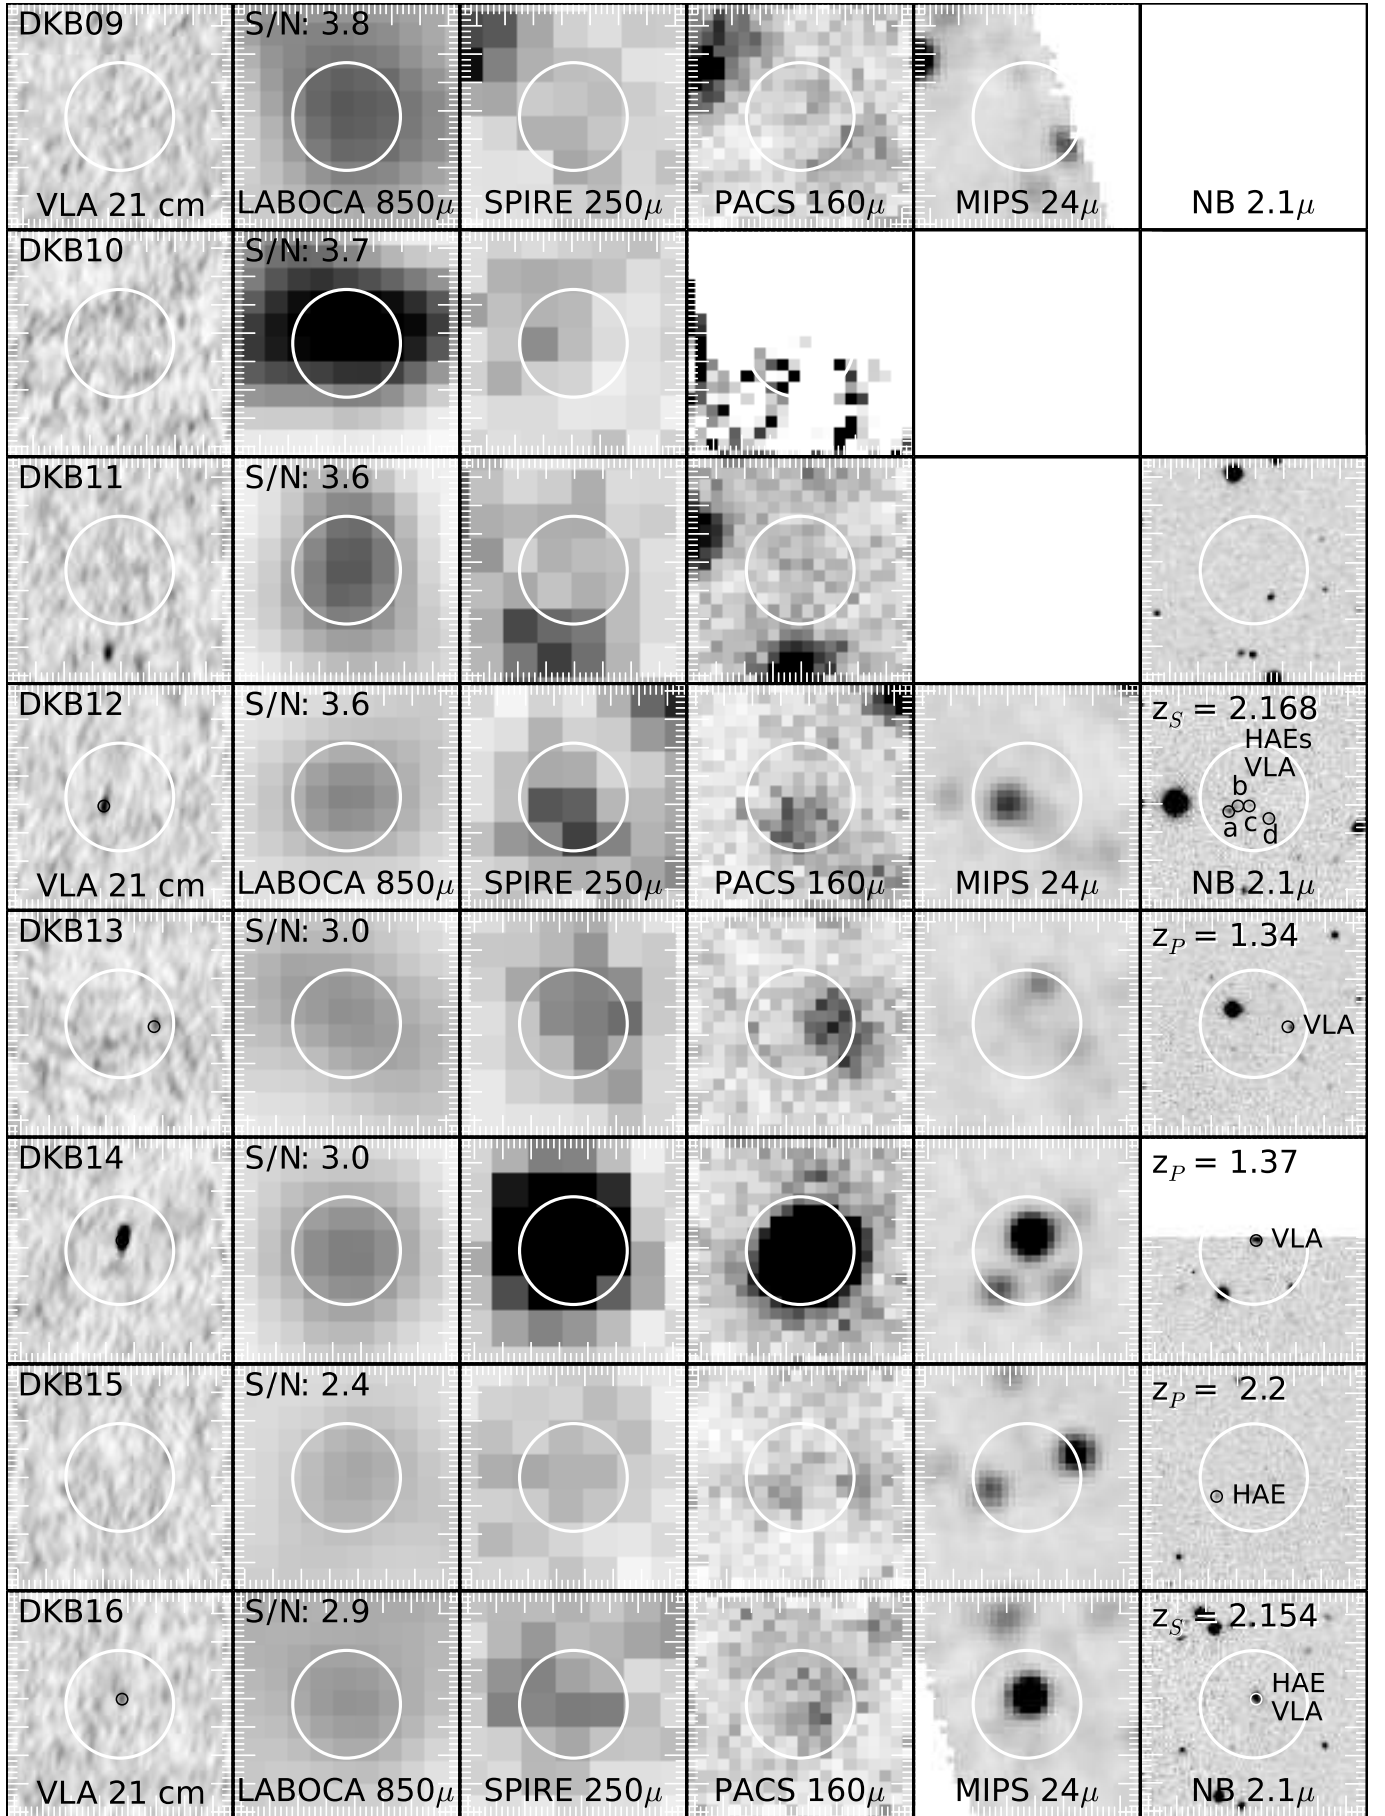 DKB09 S/N: 3.8
VLA 21 cm LABOCA 850μ SPIRE 250μ PACS 160μ MIPS 24μ NB 2.1μ
DKB10 S/N: 3.7
DKB11 S/N: 3.6
DKB12 S/N: 3.6 z_S = 2.168
HAEs
VLA
b
a c d
VLA 21 cm LABOCA 850μ SPIRE 250μ PACS 160μ MIPS 24μ NB 2.1μ
DKB13 S/N: 3.0 z_P = 1.34
VLA
DKB14 S/N: 3.0 z_P = 1.37
VLA
DKB15 S/N: 2.4 z_P = 2.2
HAE
DKB16 S/N: 2.9 z_S = 2.154
HAE
VLA
VLA 21 cm LABOCA 850μ SPIRE 250μ PACS 160μ MIPS 24μ NB 2.1μ